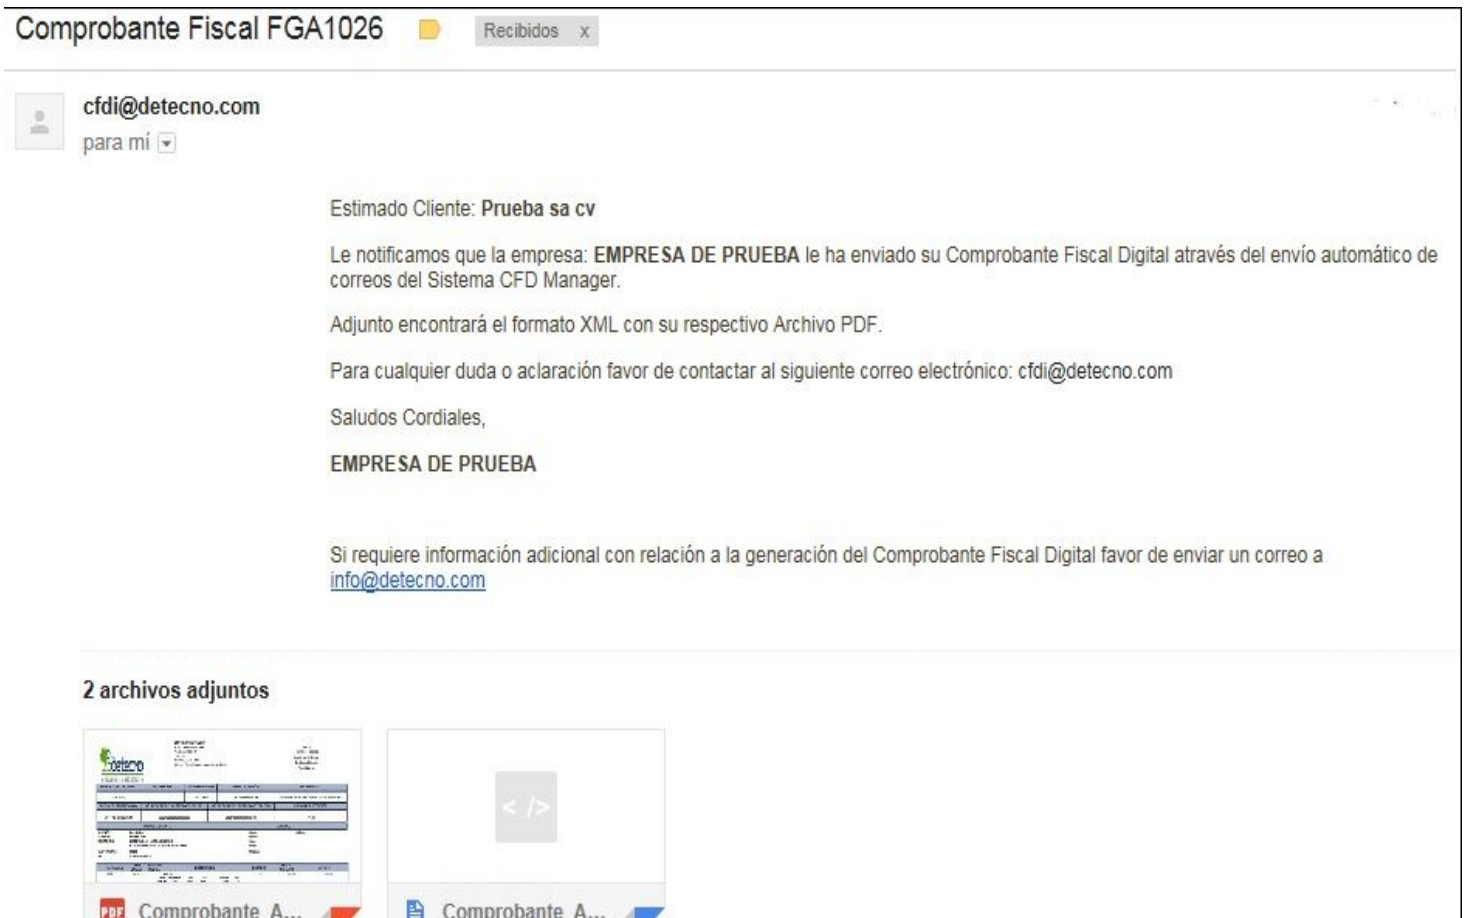 Comprobante Fiscal FGA1026
Recibidos x
cfdi@detecno.com
para mí
Estimado Cliente: Prueba sa cv
Le notificamos que la empresa: EMPRESA DE PRUEBA le ha enviado su Comprobante Fiscal Digital através del envío automático de
correos del Sistema CFD Manager.
Adjunto encontrará el formato XML con su respectivo Archivo PDF.
Para cualquier duda o aclaración favor de contactar al siguiente correo electrónico: cfdi@detecno.com
Saludos Cordiales,
EMPRESA DE PRUEBA
Si requiere información adicional con relación a la generación del Comprobante Fiscal Digital favor de enviar un correo a
info@detecno.com
2 archivos adjuntos
detecno
< />
PDF Comprobante_A...
Comprobante_A...